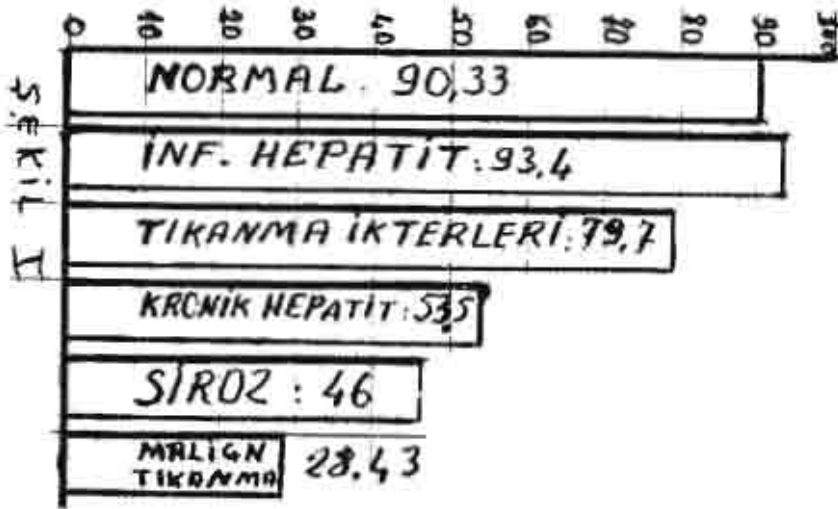 0 10 20 30 40 50 60 70 80 90 100
NORMAL. 90,33
İNF. HEPATİT: 93,4
TIKANMA İKTERLERİ: 79,7
KRONİK HEPATİT: 53,5
SİROZ : 46
MALİGN
TIKANMA 28.43
ŞEKİL I